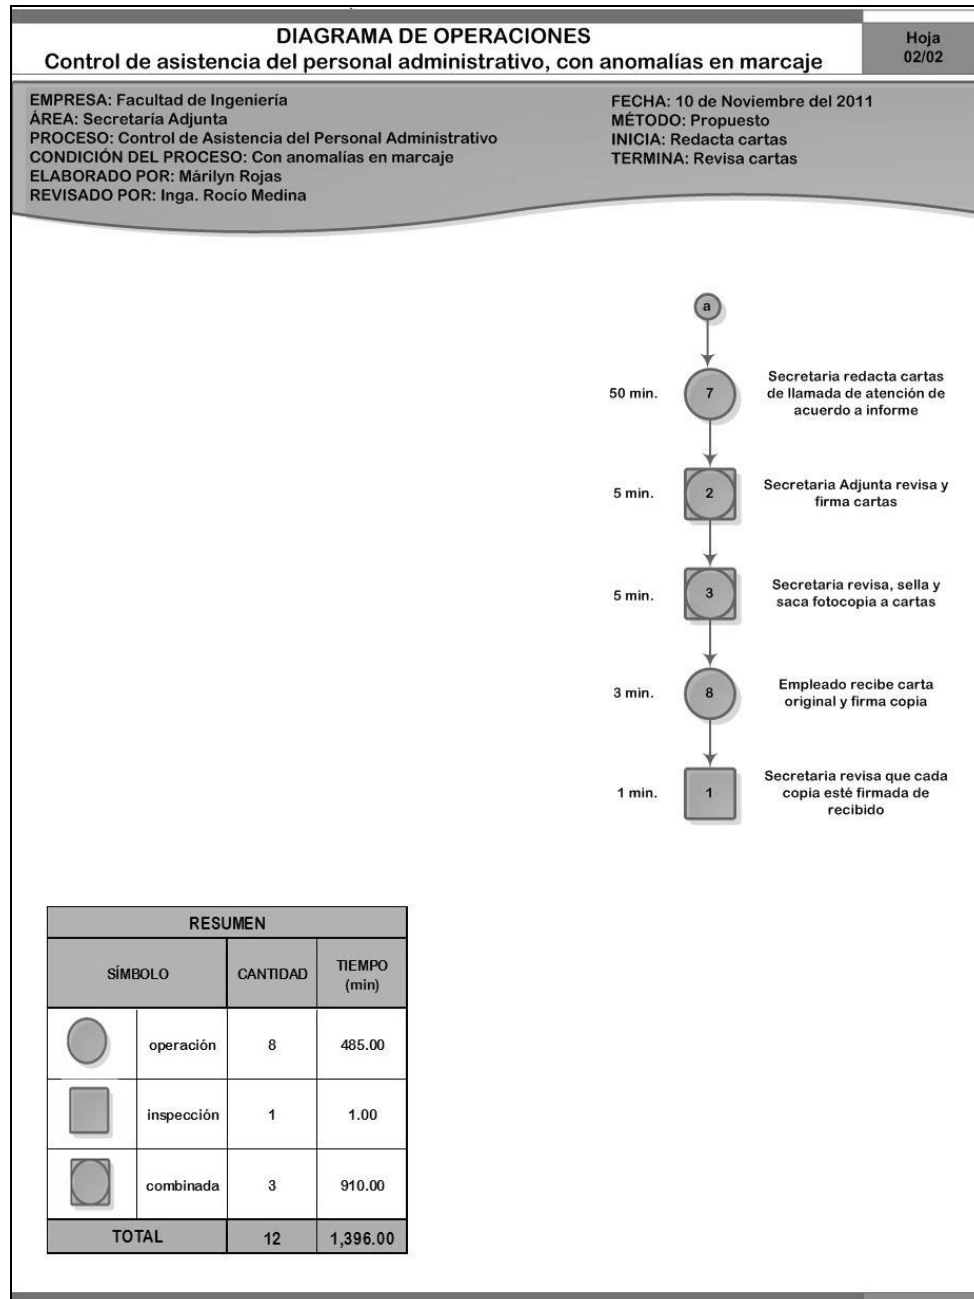 DIAGRAMA DE OPERACIONES
Control de asistencia del personal administrativo, con anomalías en marcaje
Hoja
02/02
EMPRESA: Facultad de Ingeniería
ÁREA: Secretaría Adjunta
PROCESO: Control de Asistencia del Personal Administrativo
CONDICIÓN DEL PROCESO: Con anomalías en marcaje
ELABORADO POR: Márilyn Rojas
REVISADO POR: Inga. Rocío Medina
FECHA: 10 de Noviembre del 2011
MÉTODO: Propuesto
INICIA: Redacta cartas
TERMINA: Revisa cartas
a
50 min.
7
Secretaria redacta cartas
de llamada de atención de
acuerdo a informe
5 min.
2
Secretaria Adjunta revisa y
firma cartas
5 min.
3
Secretaria revisa, sella y
saca fotocopia a cartas
3 min.
8
Empleado recibe carta
original y firma copia
1 min.
1
Secretaria revisa que cada
copia esté firmada de
recibido
RESUMEN
SÍMBOLO
CANTIDAD
TIEMPO
(min)
operación
8
485.00
inspección
1
1.00
combinada
3
910.00
TOTAL
12
1,396.00